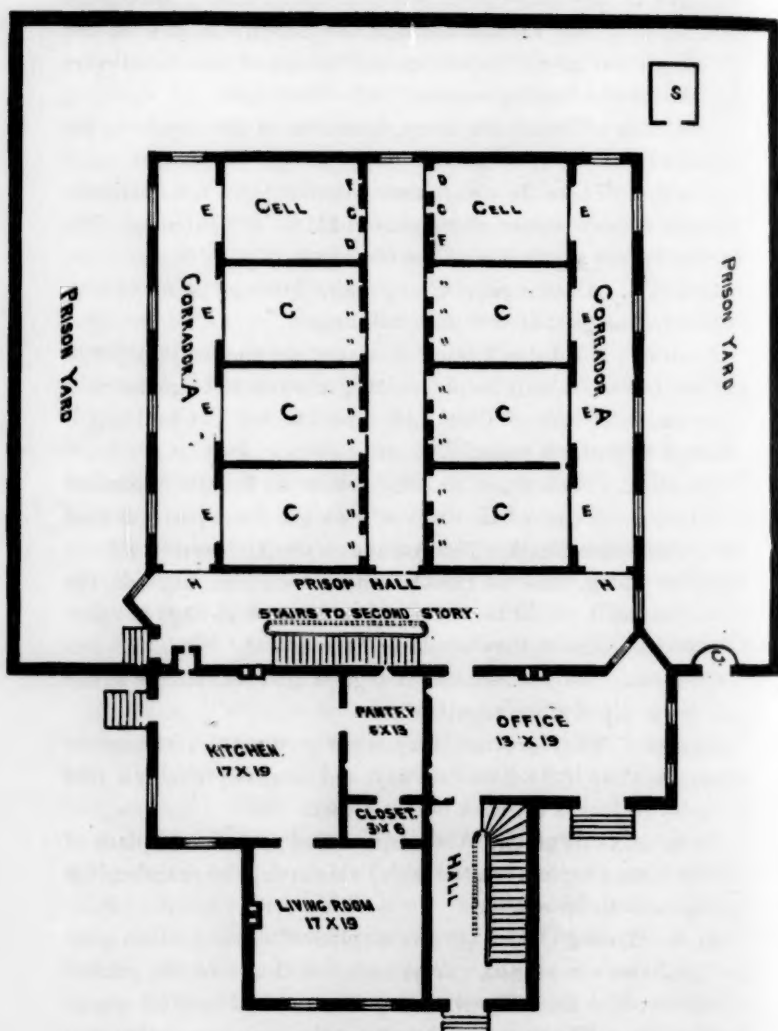 S
CELL E F C D
D F CELL E
PRISON YARD
CORRADOR A
C E " " "
" " " C E
CORRADOR A
PRISON YARD
C E " " "
" " " C E
C E " "
" " " C E
H PRISON HALL H
STAIRS TO SECOND STORY.
C
PANTRY
6 X 13
OFFICE
19 X 19
KITCHEN.
17 X 19
CLOSET.
3½ X 6
HALL
LIVING ROOM
17 X 19